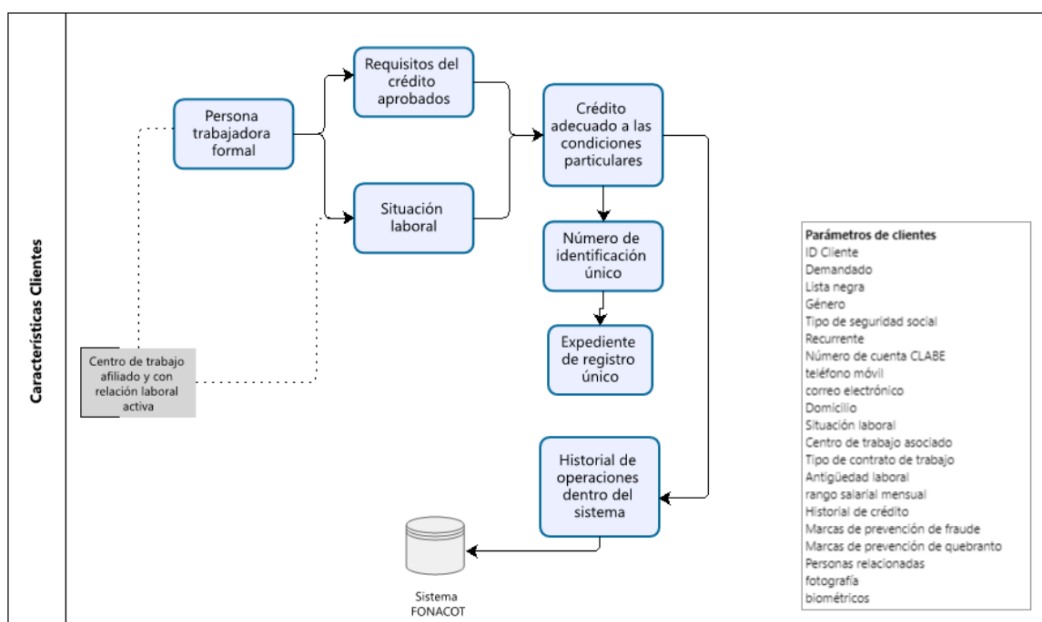 Características Clientes
Persona
trabajadora
formal
Requisitos del
crédito
aprobados
Situación
laboral
Crédito
adecuado a las
condiciones
particulares
Número de
identificación
único
Expediente
de registro
único
Centro de trabajo
afiliado y con
relación laboral
activa
Historial de
operaciones
dentro del
sistema
Sistema
FONACOT
Parámetros de clientes
ID Cliente
Demandado
Lista negra
Género
Tipo de seguridad social
Recurrente
Número de cuenta CLABE
teléfono móvil
correo electrónico
Domicilio
Situación laboral
Centro de trabajo asociado
Tipo de contrato de trabajo
Antigüedad laboral
rango salarial mensual
Historial de crédito
Marcas de prevención de fraude
Marcas de prevención de quebranto
Personas relacionadas
fotografía
biométricos